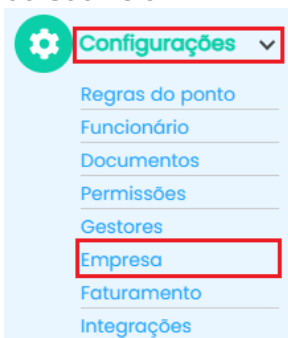 Configurações
Regras do ponto
Funcionário
Documentos
Permissões
Gestores
Empresa
Faturamento
Integrações